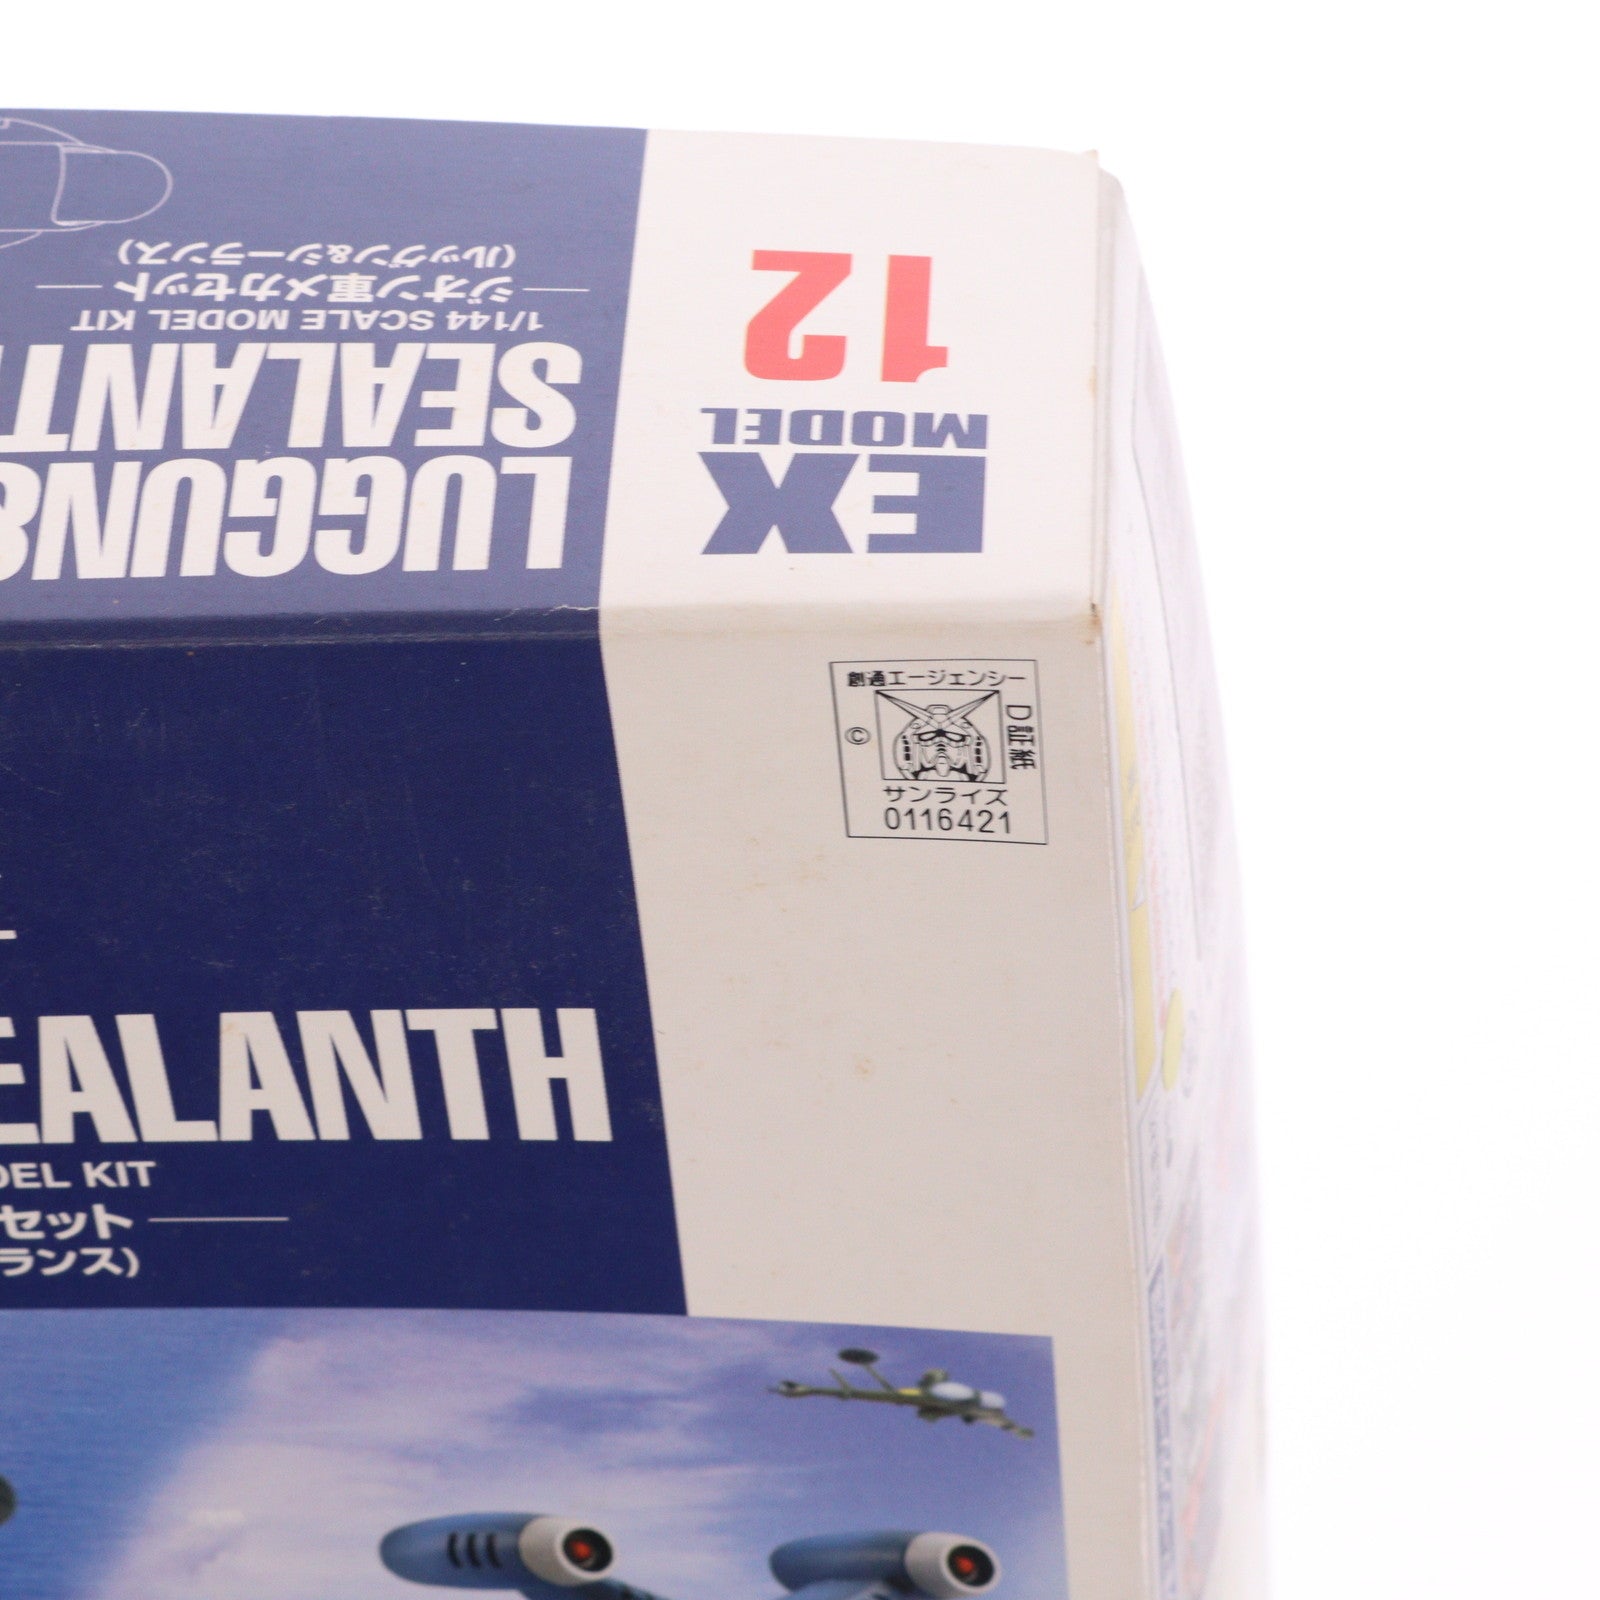 EX
MODEL
12
LUGGUN&
SEALANT
1/144 SCALE MODEL KIT
ジオン軍メカセット
(ルッグン&シーランス)
創通エージェンシー
D証紙
©
サンライズ
0116421
EALANTH
DEL KIT
セット
ランス)